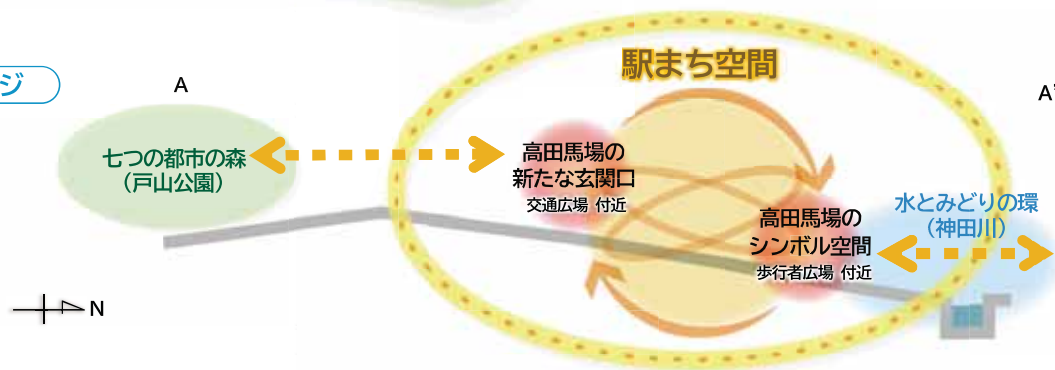 ジ
A
駅まち空間
A'
七つの都市の森
(戸山公園)
高田馬場の
新たな玄関口
交通広場 付近
高田馬場の
シンボル空間
歩行者広場 付近
水とみどりの環
(神田川)
N